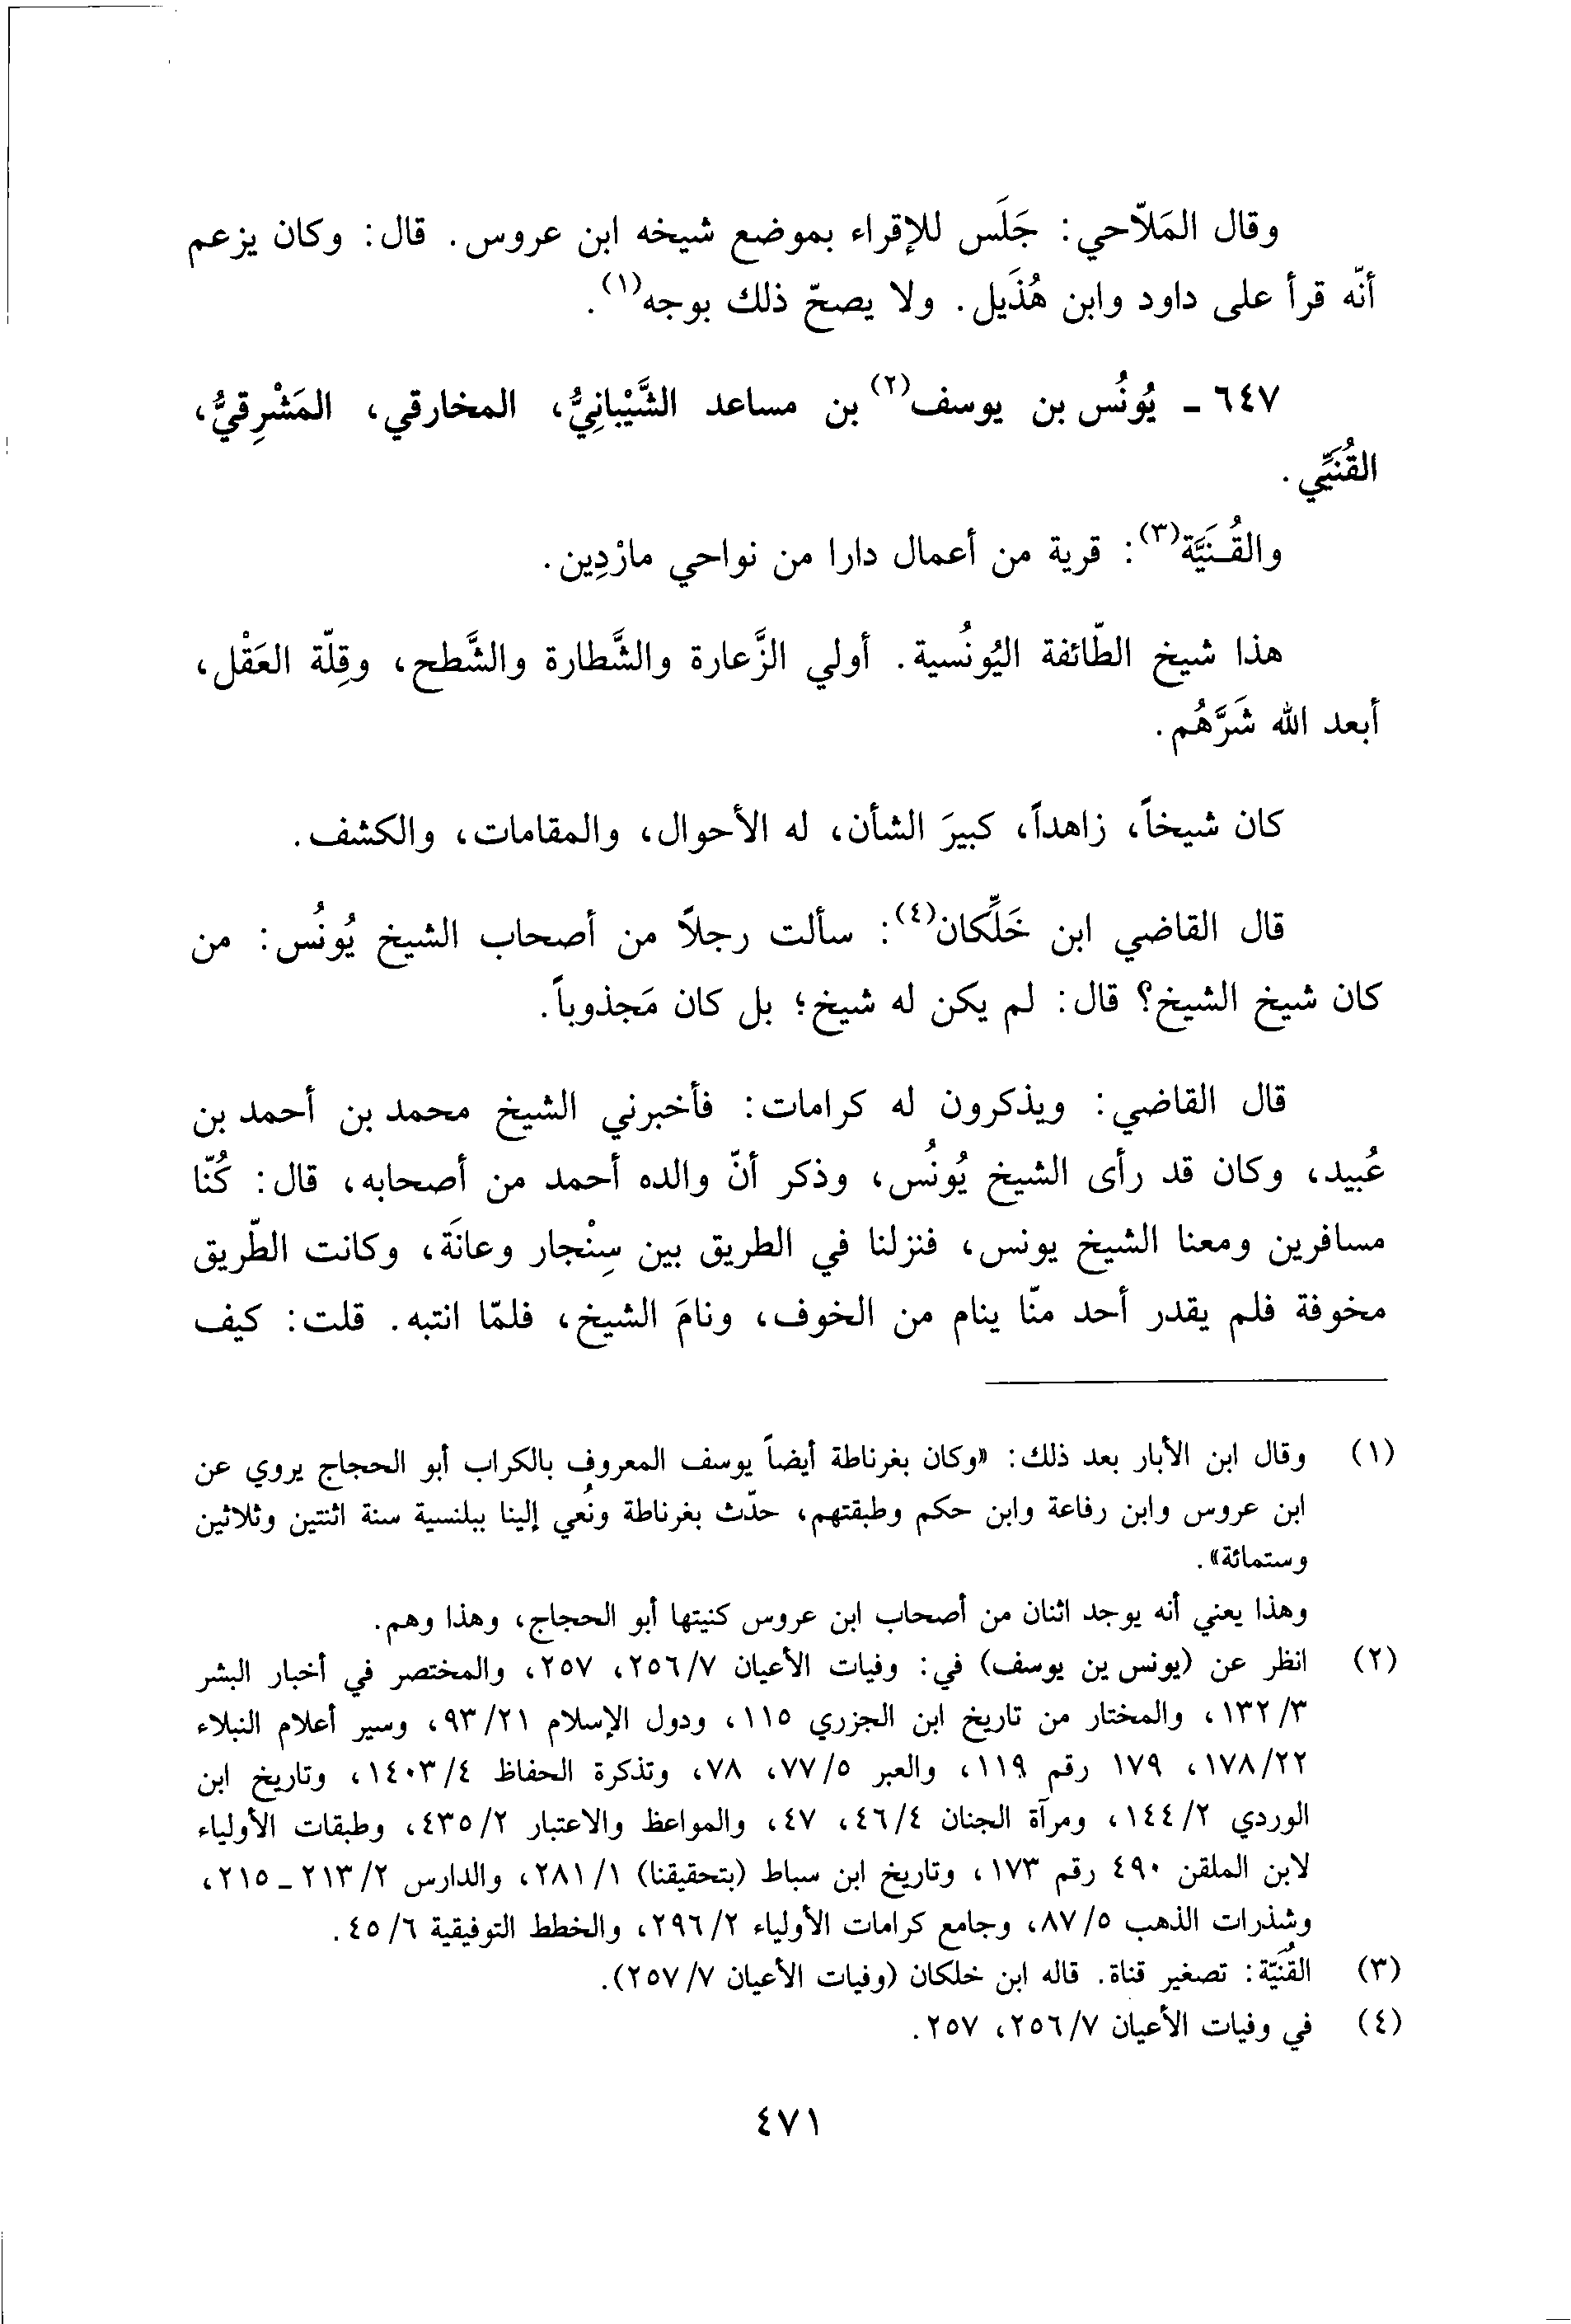 وقال المَلاّحي: جَلَس للإقراء بموضع شيخه ابن عروس. قال: وكان يزعم
أنّه قرأ على داود وابن هُذَيل. ولا يصحّ ذلك بوجه(١).
٦٤٧ ـ يُونُس بن يوسف(٢) بن مساعد الشَّيْبانِيُّ، المخارقي، المَشْرِقيُّ،
القُنَيِّي.
والقُـنَيَّة(٣): قرية من أعمال دارا من نواحي مارْدِين.
هذا شيخ الطّائفة اليُونُسية. أولي الزَّعارة والشَّطارة والشَّطح، وقِلّة العَقْل،
أبعد الله شَرَّهُم.
كان شيخاً، زاهداً، كبيرَ الشأن، له الأحوال، والمقامات، والكشف.
قال القاضي ابن خَلِّكان(٤): سألت رجلاً من أصحاب الشيخ يُونُس: من
كان شيخ الشيخ؟ قال: لم يكن له شيخ؛ بل كان مَجذوباً.
قال القاضي: ويذكرون له كرامات: فأخبرني الشيخ محمد بن أحمد بن
عُبيد، وكان قد رأى الشيخ يُونُس، وذكر أنّ والده أحمد من أصحابه، قال: كُنّا
مسافرين ومعنا الشيخ يونس، فنزلنا في الطريق بين سِنْجار وعانَة، وكانت الطّريق
مخوفة فلم يقدر أحد منّا ينام من الخوف، ونامَ الشيخ، فلمّا انتبه. قلت: كيف
(١) وقال ابن الأبار بعد ذلك: «وكان بغرناطة أيضاً يوسف المعروف بالكراب أبو الحجاج يروي عن
ابن عروس وابن رفاعة وابن حكم وطبقتهم، حدّث بغرناطة ونُعي إلينا ببلنسية سنة اثنتين وثلاثين
وستمائة».
وهذا يعني أنه يوجد اثنان من أصحاب ابن عروس كنيتها أبو الحجاج، وهذا وهم.
(٢) انظر عن (يونس ين يوسف) في: وفيات الأعيان ٢٥٦/٧، ٢٥٧، والمختصر في أخبار البشر
١٣٢/٣، والمختار من تاريخ ابن الجزري ١١٥، ودول الإسلام ٩٣/٢١، وسير أعلام النبلاء
١٧٨/٢٢، ١٧٩ رقم ١١٩، والعبر ٧٧/٥، ٧٨، وتذكرة الحفاظ ١٤٠٣/٤، وتاريخ ابن
الوردي ١٤٤/٢، ومرآة الجنان ٤٦/٤، ٤٧، والمواعظ والاعتبار ٤٣٥/٢، وطبقات الأولياء
لابن الملقن ٤٩٠ رقم ١٧٣، وتاريخ ابن سباط (بتحقيقنا) ٢٨١/١، والدارس ٢١٣/٢ ـ ٢١٥،
وشذرات الذهب ٨٧/٥، وجامع كرامات الأولياء ٢٩٦/٢، والخطط التوفيقية ٤٥/٦.
(٣) القُنَيّة: تصغير قناة. قاله ابن خلكان (وفيات الأعيان ٢٥٧/٧).
(٤) في وفيات الأعيان ٢٥٦/٧، ٢٥٧.
٤٧١